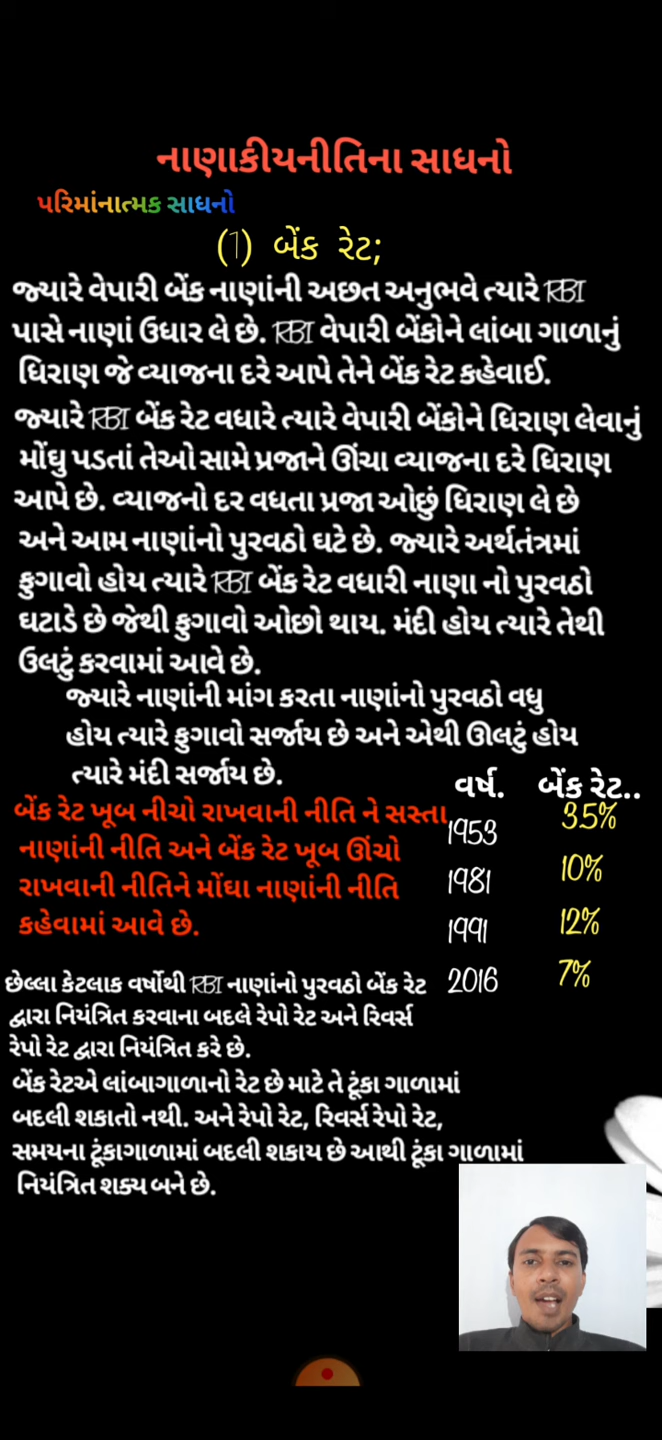 નાણાકીયનીતિના સાધનો
પરિમાંનાત્મક સાધનો
(1) બેંક રેટ;
જ્યારે વેપારી બેંક નાણાંની અછત અનુભવે ત્યારે RBI
પાસે નાણાં ઉધાર લે છે. RBI વેપારી બેંકોને લાંબા ગાળાનું
ધિરાણ જે વ્યાજના દરે આપે તેને બેંક રેટ કહેવાઈ.
જ્યારે RBI બેંક રેટ વધારે ત્યારે વેપારી બેંકોને ધિરાણ લેવાનું
મોંઘુ પડતાં તેઓ સામે પ્રજાને ઊંચા વ્યાજના દરે ધિરાણ
આપે છે. વ્યાજનો દર વધતા પ્રજા ઓછું ધિરાણ લે છે
અને આમ નાણાંનો પુરવઠો ઘટે છે. જ્યારે અર્થતંત્રમાં
ફુગાવો હોય ત્યારે RBI બેંક રેટ વધારી નાણા નો પુરવઠો
ઘટાડે છે જેથી ફુગાવો ઓછો થાય. મંદી હોય ત્યારે તેથી
ઉલટું કરવામાં આવે છે.
જ્યારે નાણાંની માંગ કરતા નાણાંનો પુરવઠો વધુ
હોય ત્યારે ફુગાવો સર્જાય છે અને એથી ઊલટું હોય
ત્યારે મંદી સર્જાય છે.
બેંક રેટ ખૂબ નીચો રાખવાની નીતિ ને સસ્તા
નાણાંની નીતિ અને બેંક રેટ ખૂબ ઊંચો
રાખવાની નીતિને મોંઘા નાણાંની નીતિ
કહેવામાં આવે છે.
વર્ષ. બેંક રેટ..
1953 3.5%
1981 10%
1991 12%
2016 7%
છેલ્લા કેટલાક વર્ષોથી RBI નાણાંનો પુરવઠો બેંક રેટ
દ્વારા નિયંત્રિત કરવાના બદલે રેપો રેટ અને રિવર્સ
રેપો રેટ દ્વારા નિયંત્રિત કરે છે.
બેંક રેટએ લાંબાગાળાનો રેટ છે માટે તે ટૂંકા ગાળામાં
બદલી શકાતો નથી. અને રેપો રેટ, રિવર્સ રેપો રેટ,
સમયના ટૂંકાગાળામાં બદલી શકાય છે આથી ટૂંકા ગાળામાં
નિયંત્રિત શક્ય બને છે.